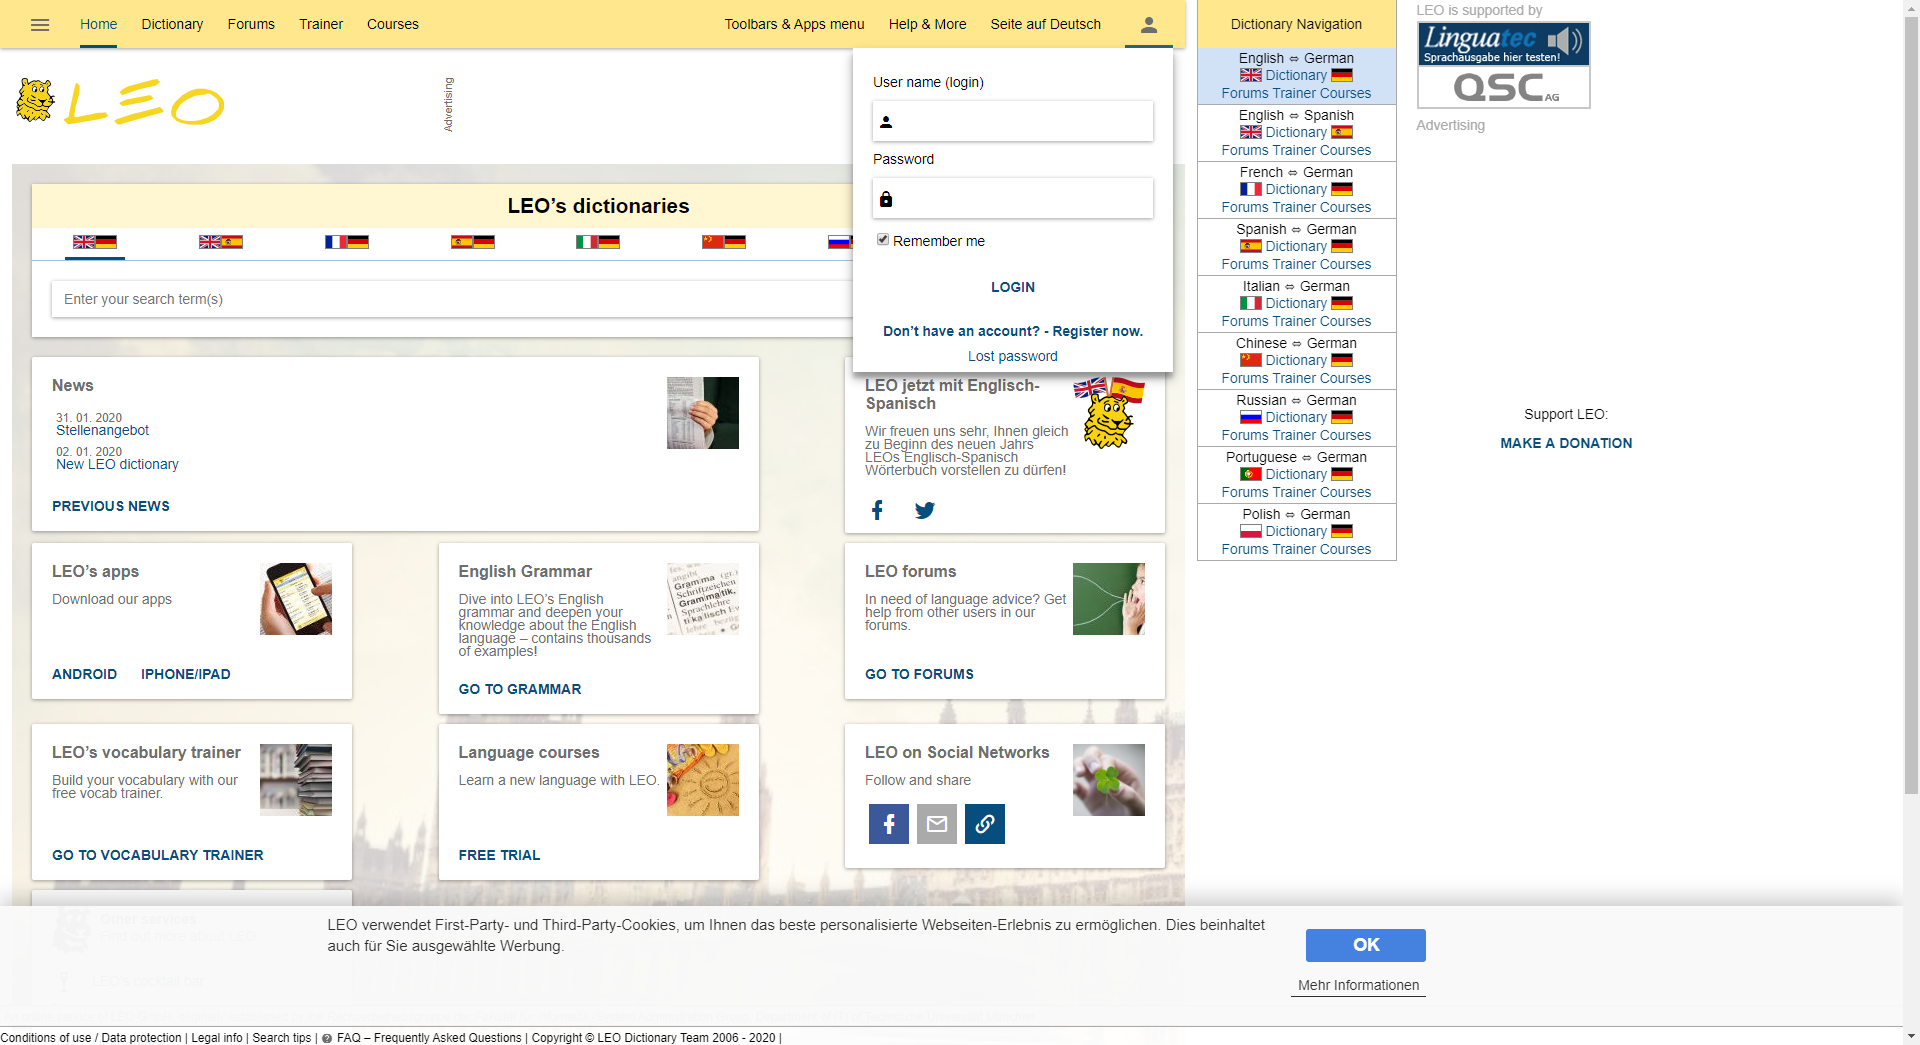 Home Dictionary Forums Trainer Courses Toolbars & Apps menu Help & More Seite auf Deutsch
LEO
Advertising
User name (login)
Password
Remember me
LOGIN
Don’t have an account? - Register now.
Lost password
LEO’s dictionaries
Enter your search term(s)
News
31. 01. 2020
Stellenangebot
02. 01. 2020
New LEO dictionary
PREVIOUS NEWS
LEO jetzt mit Englisch-
Spanisch
Wir freuen uns sehr, Ihnen gleich
zu Beginn des neuen Jahrs
LEOs Englisch-Spanisch
Wörterbuch vorstellen zu dürfen!
LEO’s apps
Download our apps
ANDROID IPHONE/IPAD
English Grammar
Dive into LEO’s English
grammar and deepen your
knowledge about the English
language – contains thousands
of examples!
GO TO GRAMMAR
LEO forums
In need of language advice? Get
help from other users in our
forums.
GO TO FORUMS
LEO’s vocabulary trainer
Build your vocabulary with our
free vocab trainer.
GO TO VOCABULARY TRAINER
Language courses
Learn a new language with LEO.
FREE TRIAL
LEO on Social Networks
Follow and share
Dictionary Navigation
English ⇔ German
Dictionary
Forums Trainer Courses
English ⇔ Spanish
Dictionary
Forums Trainer Courses
French ⇔ German
Dictionary
Forums Trainer Courses
Spanish ⇔ German
Dictionary
Forums Trainer Courses
Italian ⇔ German
Dictionary
Forums Trainer Courses
Chinese ⇔ German
Dictionary
Forums Trainer Courses
Russian ⇔ German
Dictionary
Forums Trainer Courses
Portuguese ⇔ German
Dictionary
Forums Trainer Courses
Polish ⇔ German
Dictionary
Forums Trainer Courses
LEO is supported by
Linguatec
Sprachausgabe hier testen!
QSC AG
Advertising
Support LEO:
MAKE A DONATION
Other services
LEO verwendet First-Party- und Third-Party-Cookies, um Ihnen das beste personalisierte Webseiten-Erlebnis zu ermöglichen. Dies beinhaltet
auch für Sie ausgewählte Werbung.
OK
Mehr Informationen
Conditions of use / Data protection | Legal info | Search tips | FAQ – Frequently Asked Questions | Copyright © LEO Dictionary Team 2006 - 2020 |